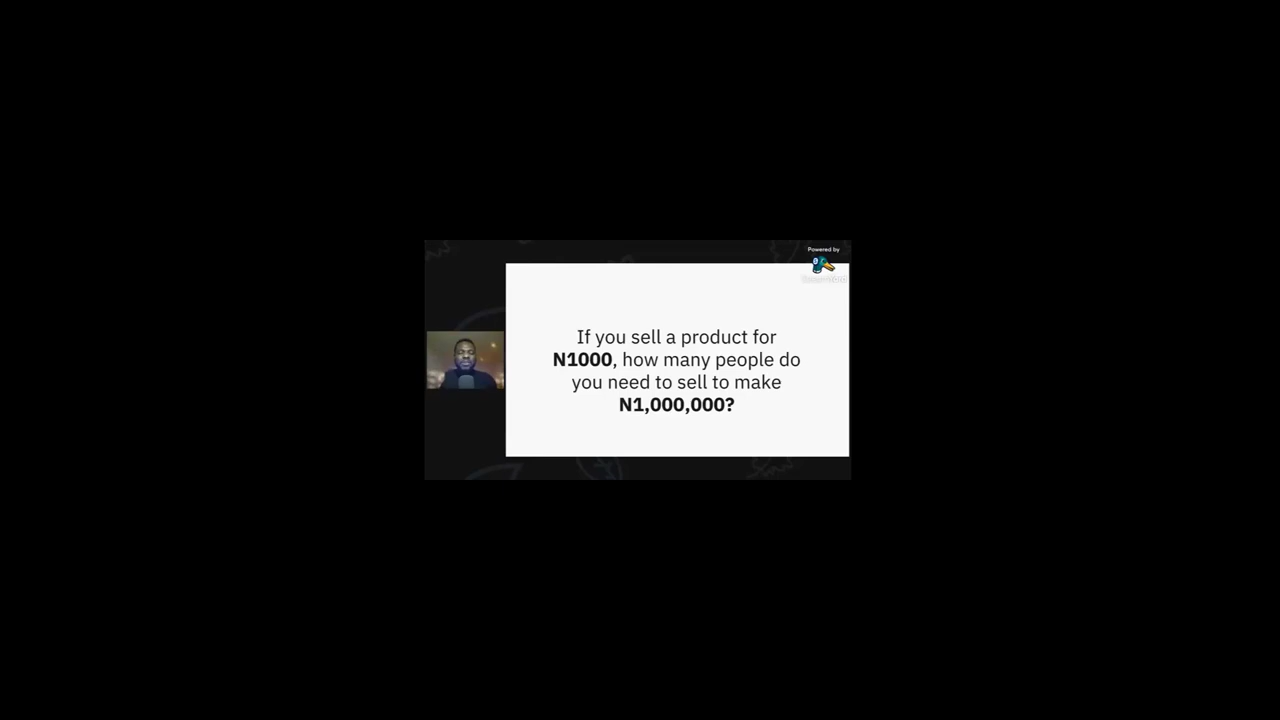 Powered by
If you sell a product for
N1000, how many people do
you need to sell to make
N1,000,000?